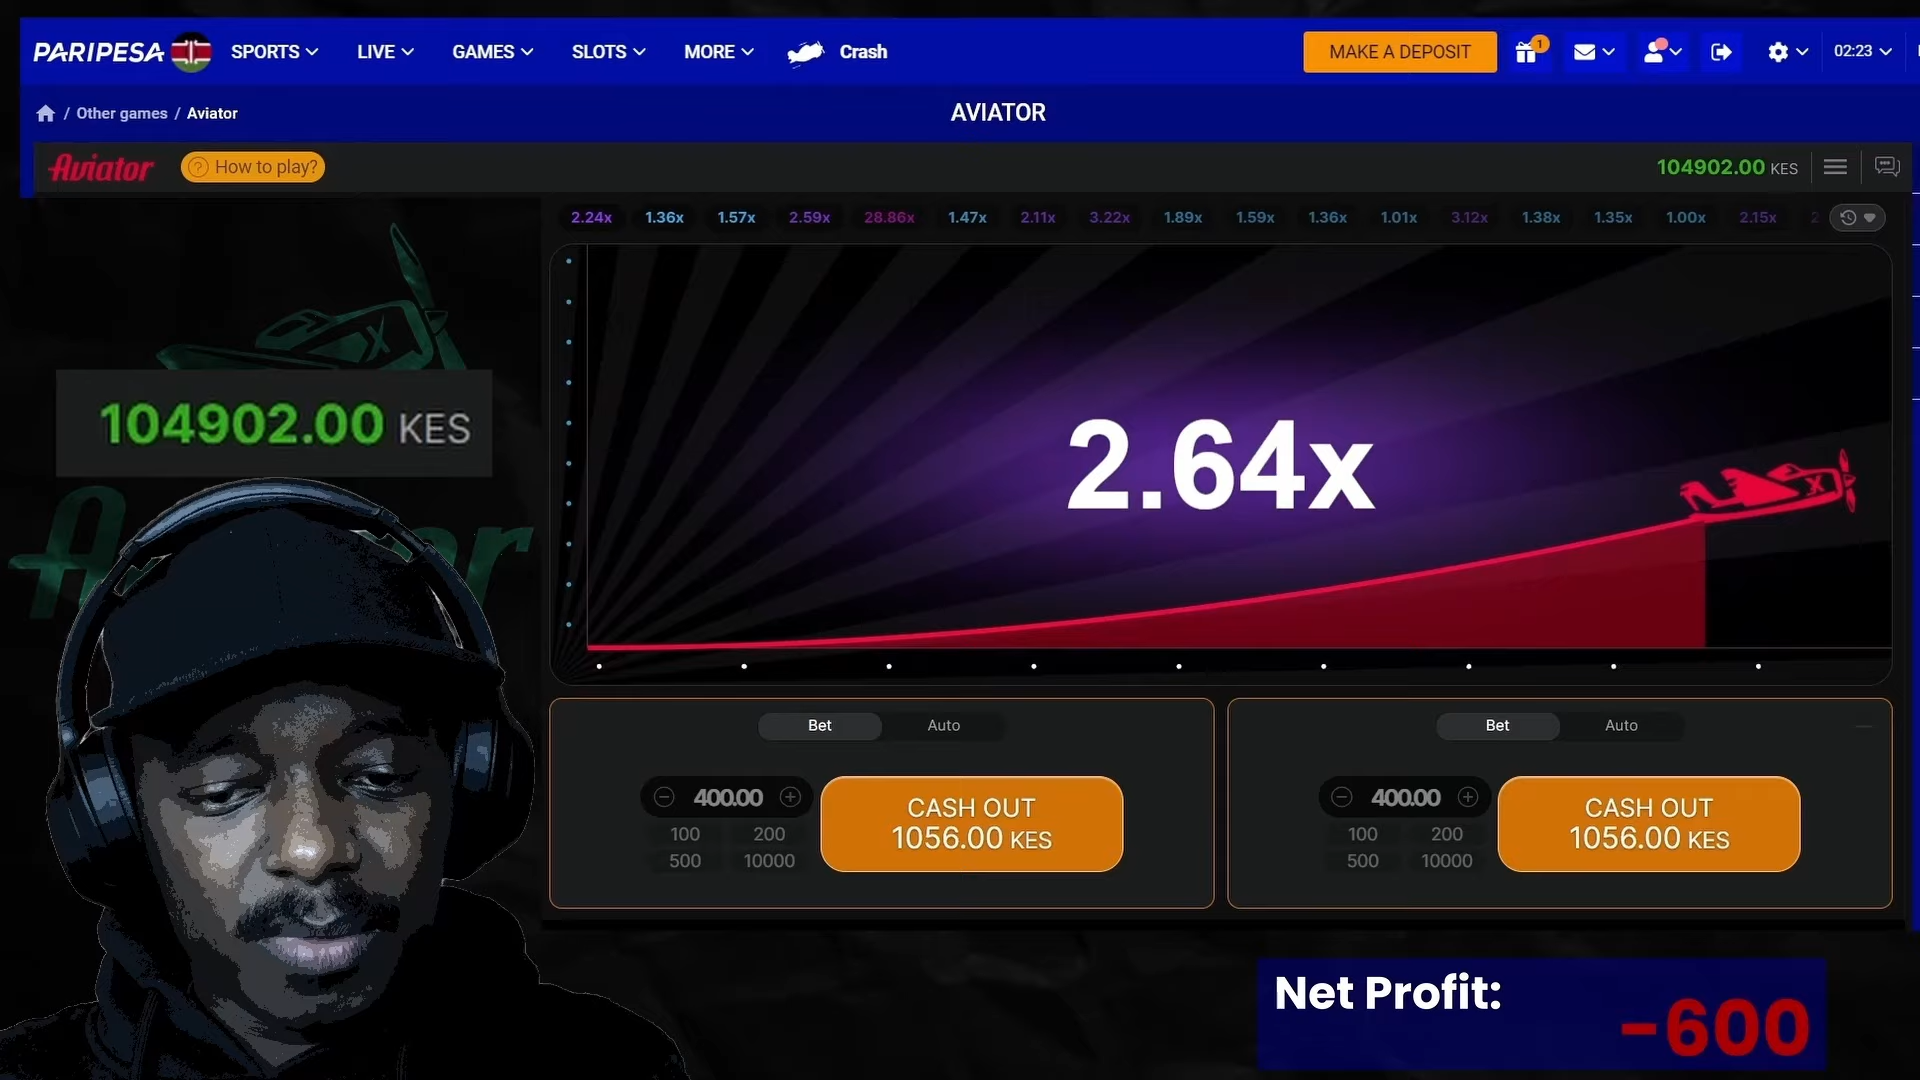 PARIPESA SPORTS LIVE GAMES SLOTS MORE Crash MAKE A DEPOSIT 1 02:23
/ Other games / Aviator
AVIATOR
Aviator ? How to play? 104902.00 KES
2.24x 1.36x 1.57x 2.59x 28.86x 1.47x 2.11x 3.22x 1.89x 1.59x 1.36x 1.01x 3.12x 1.38x 1.35x 1.00x 2.15x
104902.00 KES
2.64x
Bet Auto
400.00
100 200
500 10000
CASH OUT
1056.00 KES
Bet Auto
400.00
100 200
500 10000
CASH OUT
1056.00 KES
Net Profit:
-600